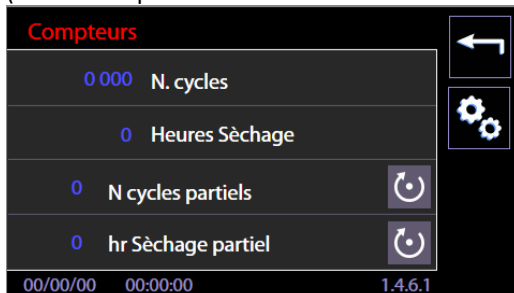 Compteurs
0 000 N. cycles
0 Heures Sèchage
0 N cycles partiels
0 hr Sèchage partiel
00/00/00 00:00:00 1.4.6.1